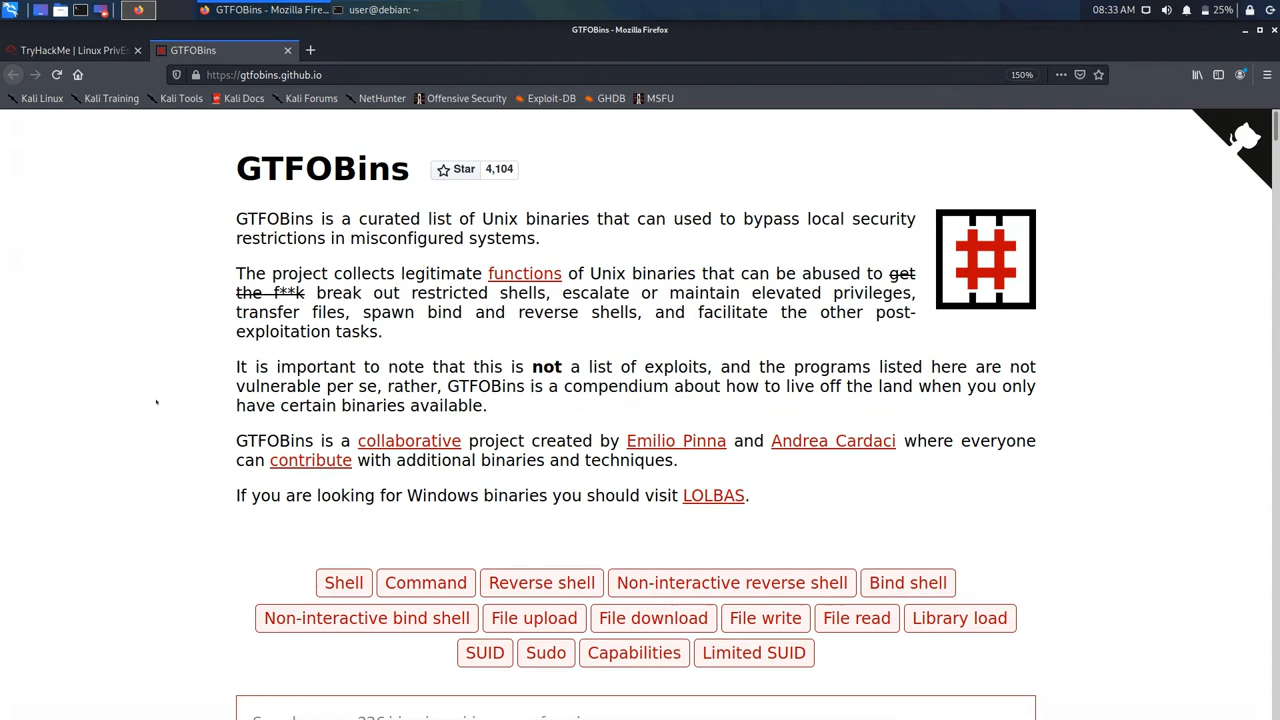 GTFOBins - Mozilla Fire...
user@debian: ~
08:33 AM
25%
GTFOBins - Mozilla Firefox
TryHackMe | Linux PrivEs
GTFOBins
https://gtfobins.github.io
150%
Kali Linux
Kali Training
Kali Tools
Kali Docs
Kali Forums
NetHunter
Offensive Security
Exploit-DB
GHDB
MSFU
GTFOBins
Star 4,104
GTFOBins is a curated list of Unix binaries that can used to bypass local security
restrictions in misconfigured systems.
The project collects legitimate functions of Unix binaries that can be abused to get
the f**k break out restricted shells, escalate or maintain elevated privileges,
transfer files, spawn bind and reverse shells, and facilitate the other post-
exploitation tasks.
It is important to note that this is not a list of exploits, and the programs listed here are not
vulnerable per se, rather, GTFOBins is a compendium about how to live off the land when you only
have certain binaries available.
GTFOBins is a collaborative project created by Emilio Pinna and Andrea Cardaci where everyone
can contribute with additional binaries and techniques.
If you are looking for Windows binaries you should visit LOLBAS.
Shell Command Reverse shell Non-interactive reverse shell Bind shell
Non-interactive bind shell File upload File download File write File read Library load
SUID Sudo Capabilities Limited SUID